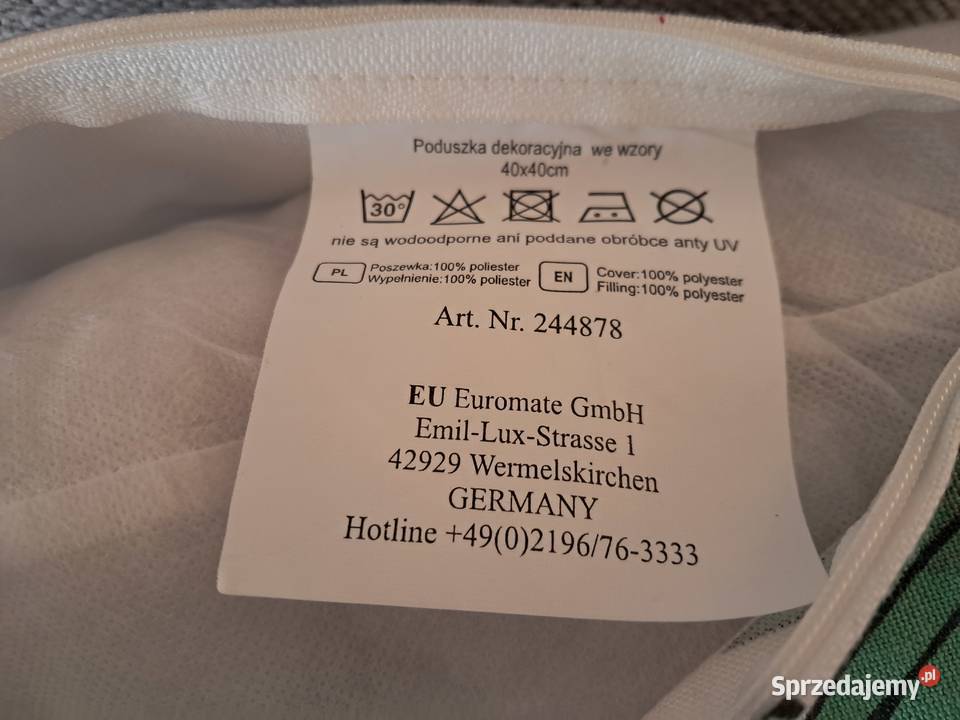 Poduszka dekoracyjna we wzory
40x40cm
30°
nie są wodoodporne ani poddane obróbce anty UV
PL Poszewka:100% poliester
Wypełnienie:100% poliester
EN Cover:100% polyester
Filling:100% polyester
Art. Nr. 244878
EU Euromate GmbH
Emil-Lux-Strasse 1
42929 Wermelskirchen
GERMANY
Hotline +49(0)2196/76-3333
Sprzedajemy.pl